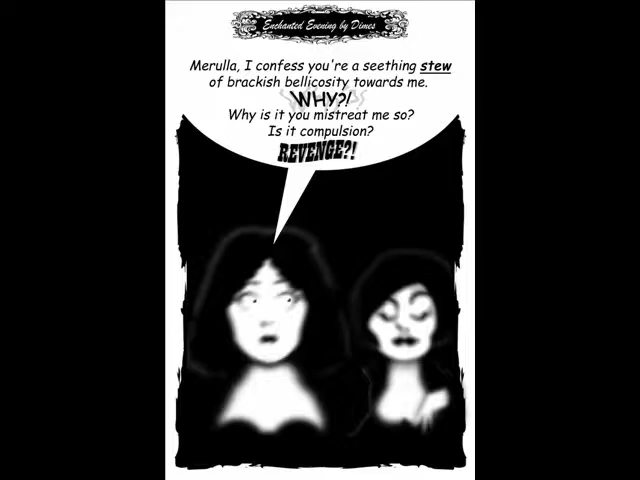 Enchanted Evening by Dimes
Merulla, I confess you're a seething stew
of brackish bellicosity towards me.
WHY?!
Why is it you mistreat me so?
Is it compulsion?
REVENGE?!